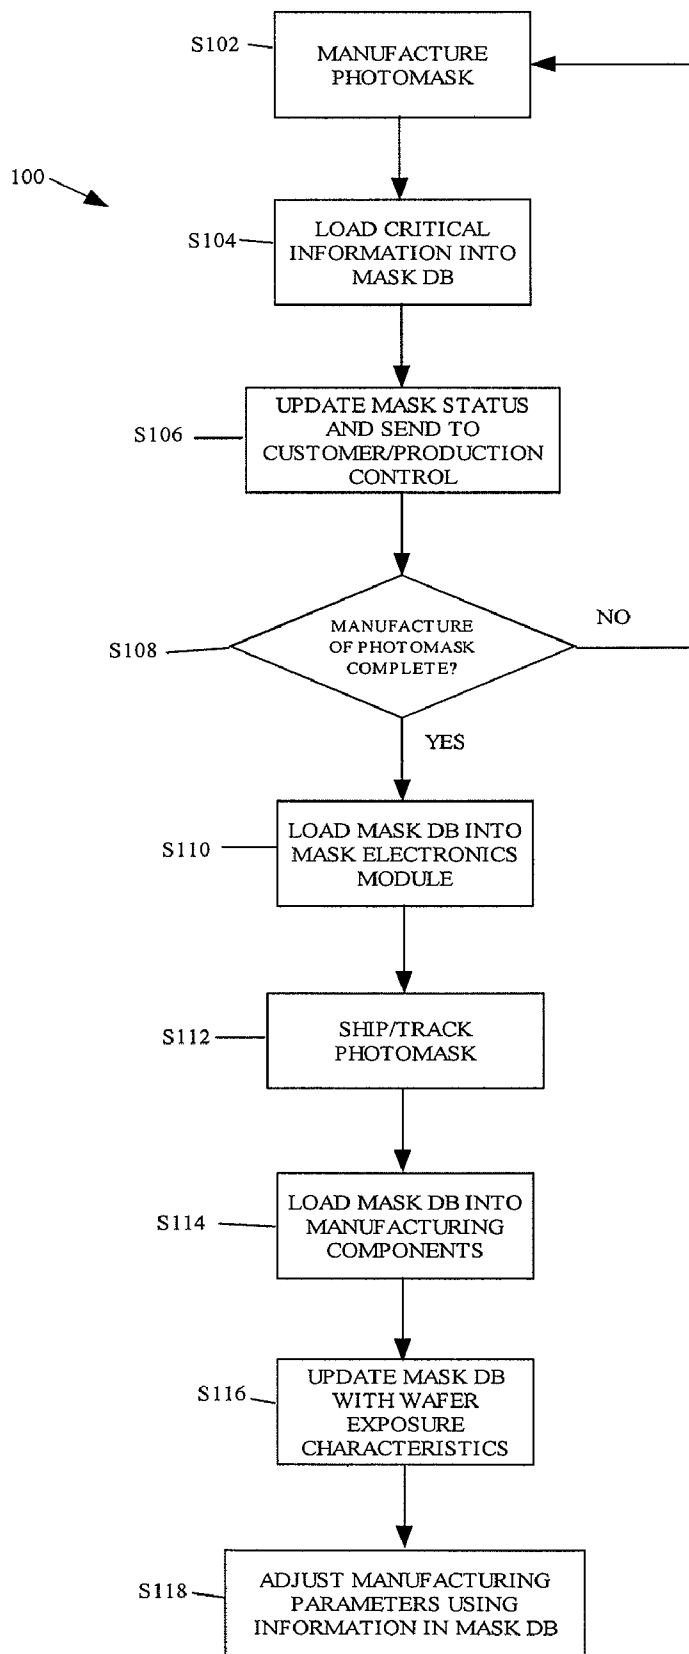 S102
MANUFACTURE
PHOTOMASK
100
S104
LOAD CRITICAL
INFORMATION INTO
MASK DB
S106
UPDATE MASK STATUS
AND SEND TO
CUSTOMER/PRODUCTION
CONTROL
S108
MANUFACTURE
OF PHOTOMASK
COMPLETE?
NO
YES
S110
LOAD MASK DB INTO
MASK ELECTRONICS
MODULE
S112
SHIP/TRACK
PHOTOMASK
S114
LOAD MASK DB INTO
MANUFACTURING
COMPONENTS
S116
UPDATE MASK DB
WITH WAFER
EXPOSURE
CHARACTERISTICS
S118
ADJUST MANUFACTURING
PARAMETERS USING
INFORMATION IN MASK DB